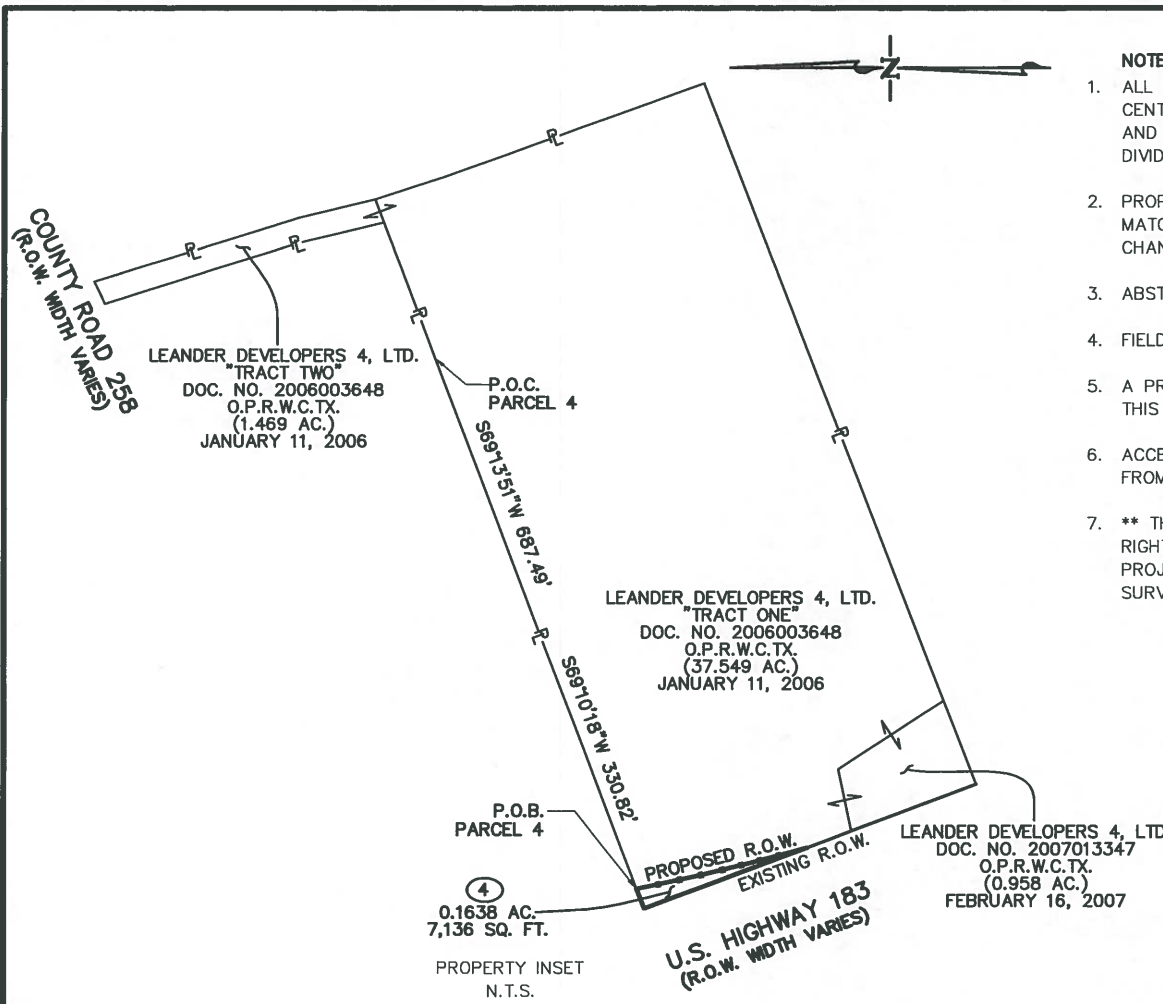 N
COUNTY ROAD 258
(R.O.W. WIDTH VARIES)
LEANDER DEVELOPERS 4, LTD.
"TRACT TWO"
DOC. NO. 2006003648
O.P.R.W.C.TX.
(1.469 AC.)
JANUARY 11, 2006
P.O.C.
PARCEL 4
S69°13'51"W 687.49'
S69°10'18"W 330.82'
LEANDER DEVELOPERS 4, LTD.
"TRACT ONE"
DOC. NO. 2006003648
O.P.R.W.C.TX.
(37.549 AC.)
JANUARY 11, 2006
P.O.B.
PARCEL 4
PROPOSED R.O.W.
EXISTING R.O.W.
4
0.1638 AC.
7,136 SQ. FT.
PROPERTY INSET
N.T.S.
U.S. HIGHWAY 183
(R.O.W. WIDTH VARIES)
LEANDER DEVELOPERS 4, LTD
DOC. NO. 2007013347
O.P.R.W.C.TX.
(0.958 AC.)
FEBRUARY 16, 2007
NOTE
1. ALL
CENT
AND
DIVID
2. PROP
MATC
CHAN
3. ABST
4. FIELD
5. A PR
THIS
6. ACCE
FROM
7. ** TH
RIGHT
PROJ
SURV